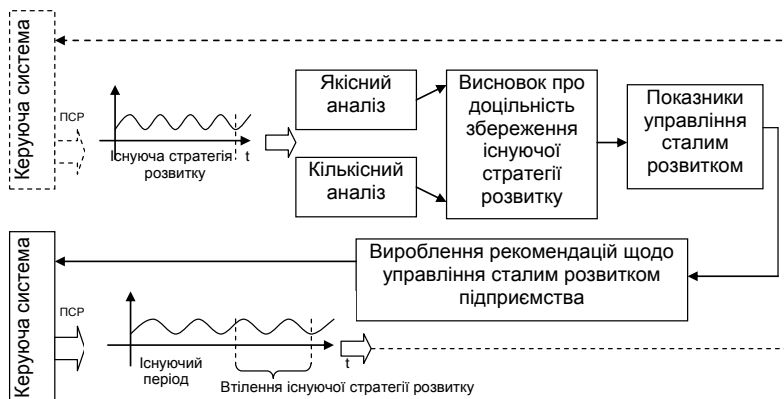 Керуюча система
ПСР
Існуюча стратегія
розвитку
t
Якісний
аналіз
Кількісний
аналіз
Висновок про
доцільність
збереження
існуючої
стратегії
розвитку
Показники
управління
сталим
розвитком
Вироблення рекомендацій щодо
управління сталим розвитком
підприємства
Керуюча система
ПСР
Існуючий
період
t
Втілення існуючої стратегії розвитку